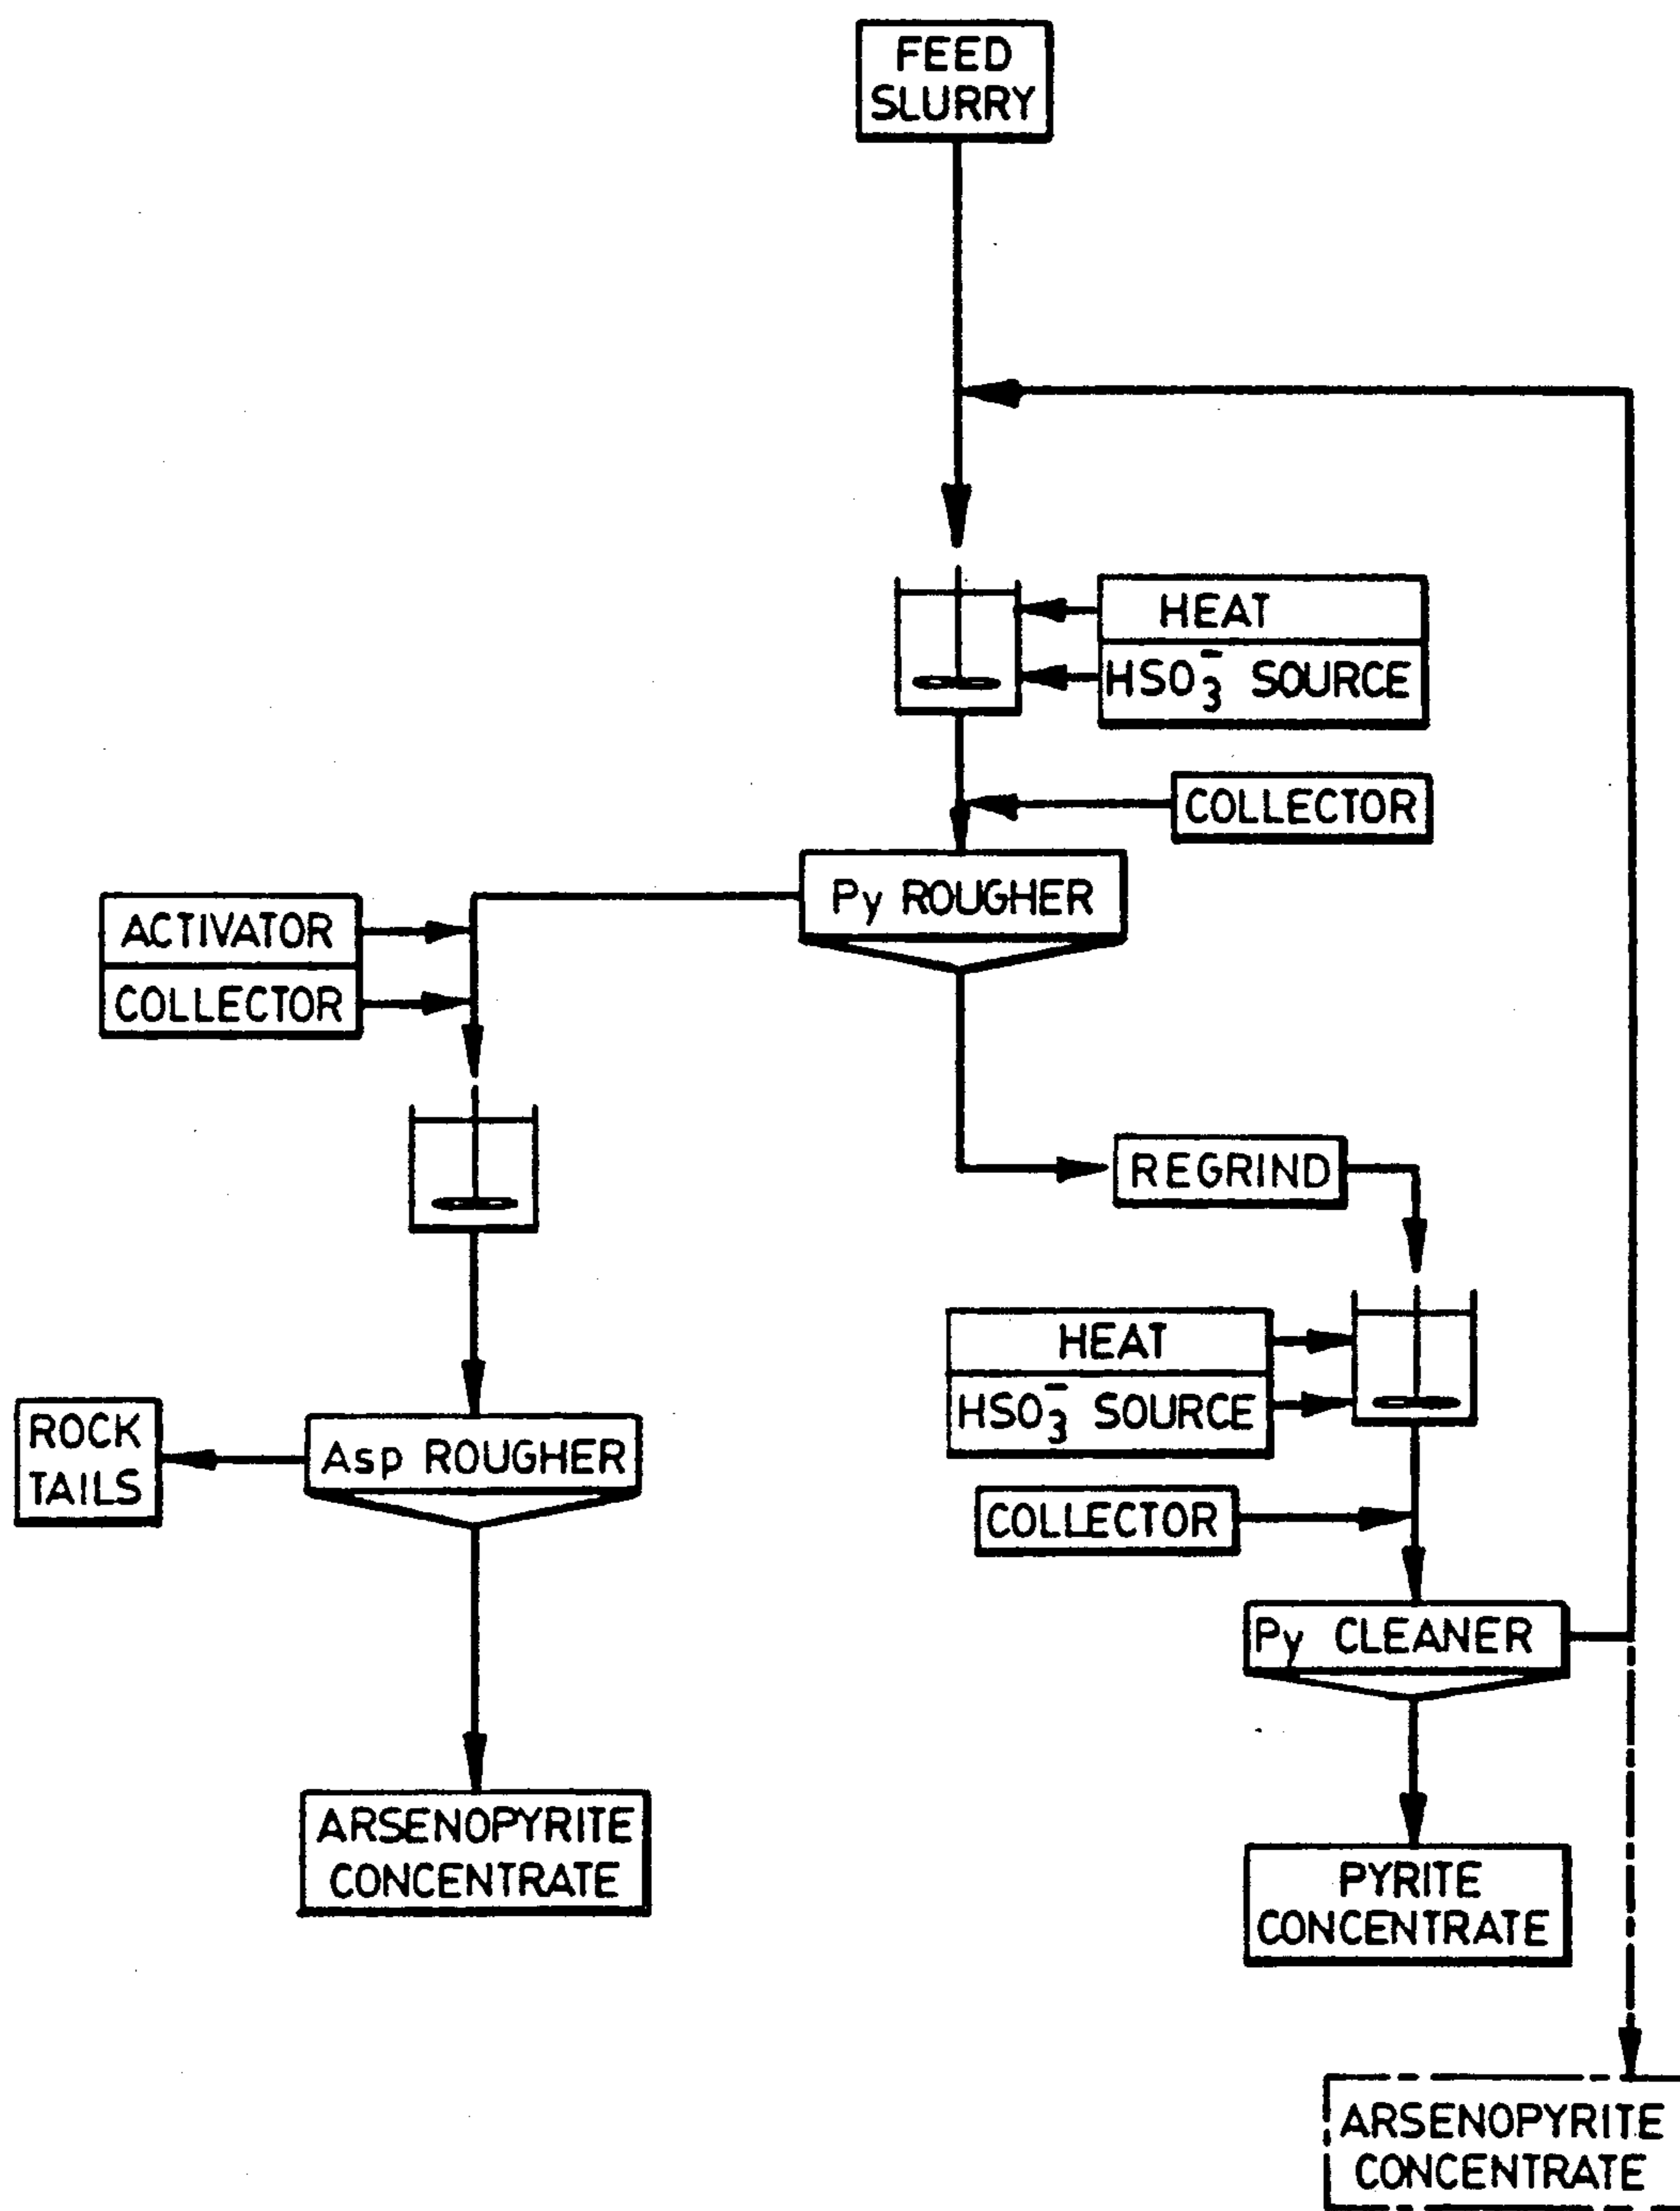 FEED
SLURRY
HEAT
HSO₃⁻ SOURCE
COLLECTOR
Py ROUGHER
ACTIVATOR
COLLECTOR
REGRIND
HEAT
HSO₃⁻ SOURCE
ROCK
TAILS
Asp ROUGHER
COLLECTOR
Py CLEANER
ARSENOPYRITE
CONCENTRATE
PYRITE
CONCENTRATE
ARSENOPYRITE
CONCENTRATE